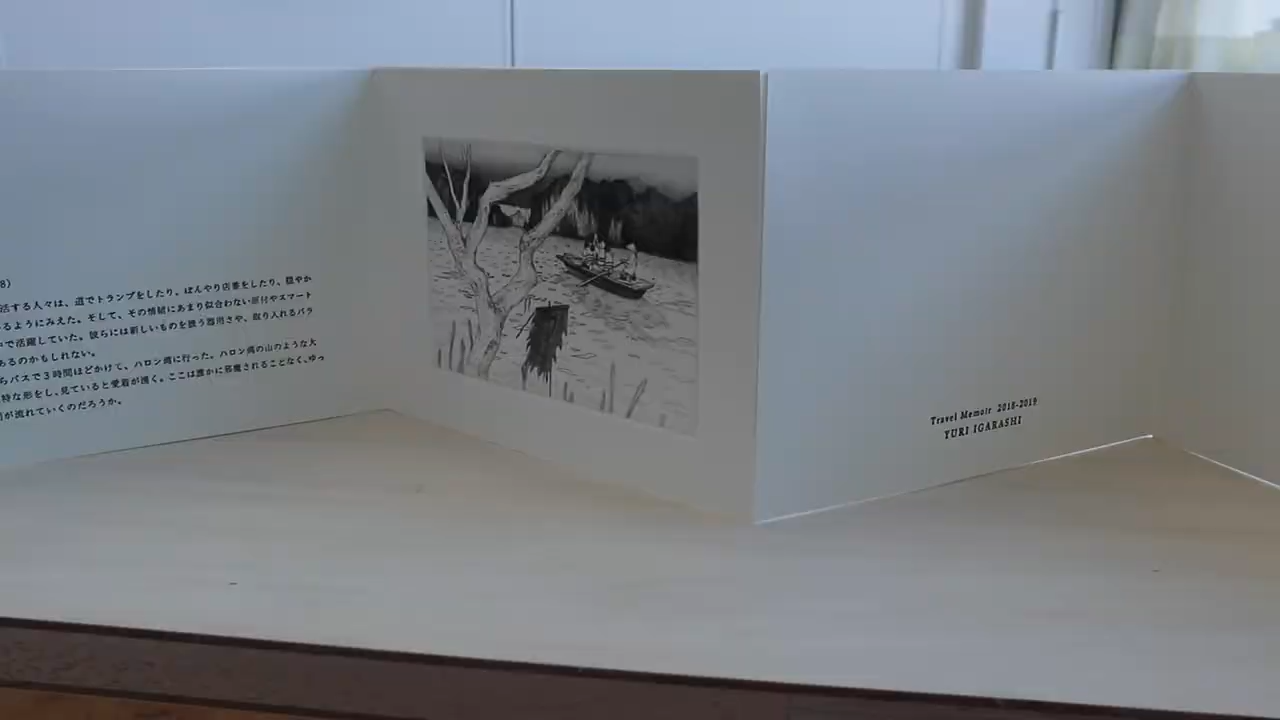 8)
活する人々は、道でトランプをしたり、ぼんやり店番をしたり、穏やか
るようにみえた。そして、その情緒にあまり似合わない原付やスマート
中で活躍していた。彼らには新しいものを扱う器用さや、取り入れるバラ
あるのかもしれない。
らバスで3時間ほどかけて、ハロン湾に行った。ハロン湾の山のような大
特な形をし、見ていると愛着が湧く。ここは誰かに邪魔されることなく、ゆっ
間が流れていくのだろうか。
Travel Memoir 2018-2019
YURI IGARASHI